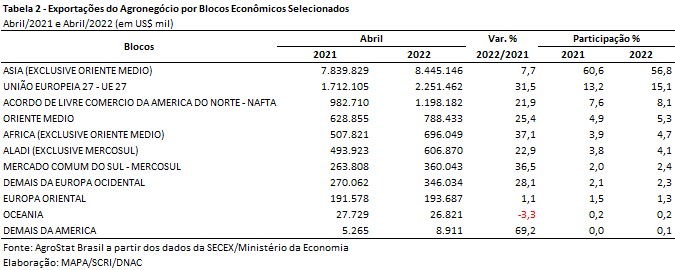 Tabela 2 - Exportações do Agronegócio por Blocos Econômicos Selecionados
Abril/2021 e Abril/2022 (em US$ mil)
Blocos Abril Var. % Participação %
2021 2022 2022/2021 2021 2022
ASIA (EXCLUSIVE ORIENTE MEDIO) 7.839.829 8.445.146 7,7 60,6 56,8
UNIÃO EUROPEIA 27 - UE 27 1.712.105 2.251.462 31,5 13,2 15,1
ACORDO DE LIVRE COMERCIO DA AMERICA DO NORTE - NAFTA 982.710 1.198.182 21,9 7,6 8,1
ORIENTE MEDIO 628.855 788.433 25,4 4,9 5,3
AFRICA (EXCLUSIVE ORIENTE MEDIO) 507.821 696.049 37,1 3,9 4,7
ALADI (EXCLUSIVE MERCOSUL) 493.923 606.870 22,9 3,8 4,1
MERCADO COMUM DO SUL - MERCOSUL 263.808 360.043 36,5 2,0 2,4
DEMAIS DA EUROPA OCIDENTAL 270.062 346.034 28,1 2,1 2,3
EUROPA ORIENTAL 191.578 193.687 1,1 1,5 1,3
OCEANIA 27.729 26.821 -3,3 0,2 0,2
DEMAIS DA AMERICA 5.265 8.911 69,2 0,0 0,1
Fonte: AgroStat Brasil a partir dos dados da SECEX/Ministério da Economia
Elaboração: MAPA/SCRI/DNAC